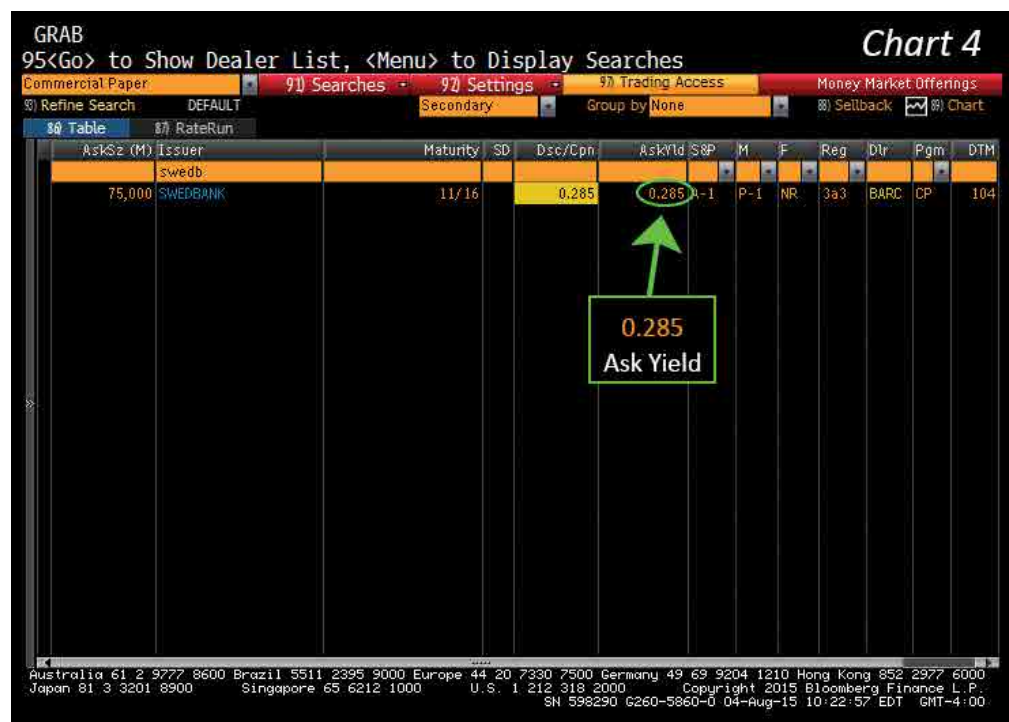 GRAB
Chart 4
95<Go> to Show Dealer List, <Menu> to Display Searches
Commercial Paper 91) Searches 92) Settings 97) Trading Access Money Market Offerings
Refine Search DEFAULT Secondary Group by None Sellback Chart
Table RateRun
AskSz (M) Issuer Maturity SD Dsc/Cpn AskYld S&P M F Reg Dlr Pgm DTM
swedb
75,000 SWEDBANK 11/16 0.285 0.285 A-1 P-1 NR 3a3 BARC CP 104
0.285
Ask Yield
Australia 61 2 9777 8600 Brazil 5511 2395 9000 Europe 44 20 7330 7500 Germany 49 69 9204 1210 Hong Kong 852 2977 6000
Japan 81 3 3201 8900 Singapore 65 6212 1000 U.S. 1 212 318 2000 Copyright 2015 Bloomberg Finance L.P.
SN 598290 G260-5860-0 04-Aug-15 10:22:57 EDT GMT-4:00